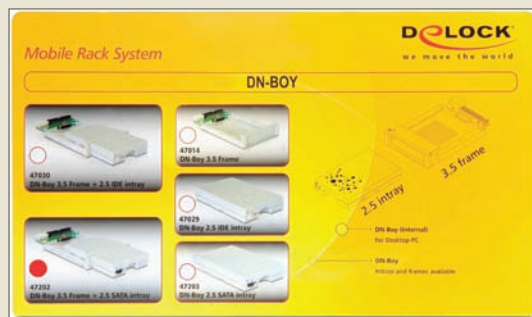 DELOCK
we move the world
Mobile Rack System
DN-BOY
47030
DN-Boy 3.5 Frame + 2.5 IDE intray
47014
DN-Boy 3.5 Frame
47029
DN-Boy 2.5 IDE intray
47202
DN-Boy 3.5 Frame + 2.5 SATA intray
47203
DN-Boy 2.5 SATA intray
2.5 intray
3.5 frame
DN Boy (Internal)
for Desktop PC
DN-Boy
Intrays and frames available